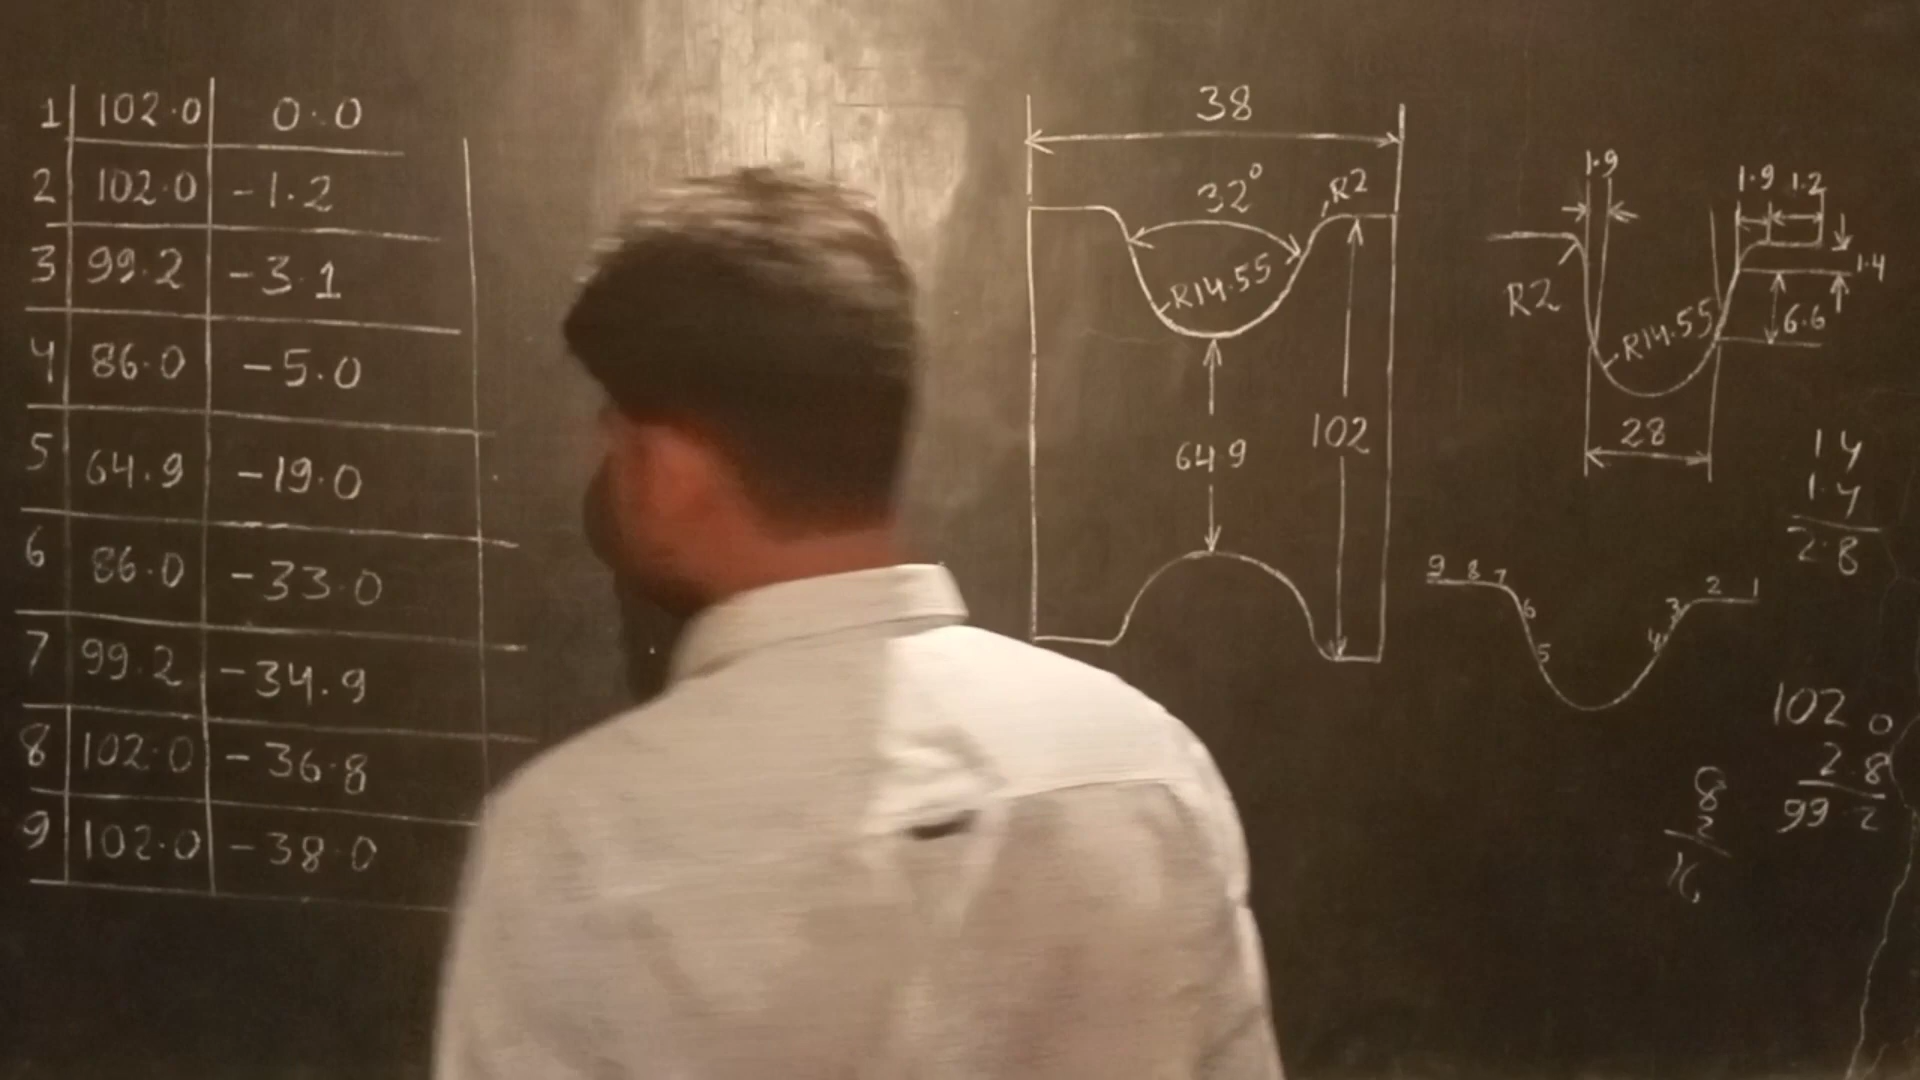 1 102.0 0.0
2 102.0 -1.2
3 99.2 -3.1
4 86.0 -5.0
5 64.9 -19.0
6 86.0 -33.0
7 99.2 -34.9
8 102.0 -36.8
9 102.0 -38.0
38
32° R2
R14.55
64.9
102
1.9 1.9 1.2
1.4
R2
R14.55 6.6
28
1.4
1.4
2.8
9 8 7 2 1
6 3
5 4
102.0
2.8
99.2
8
2
16